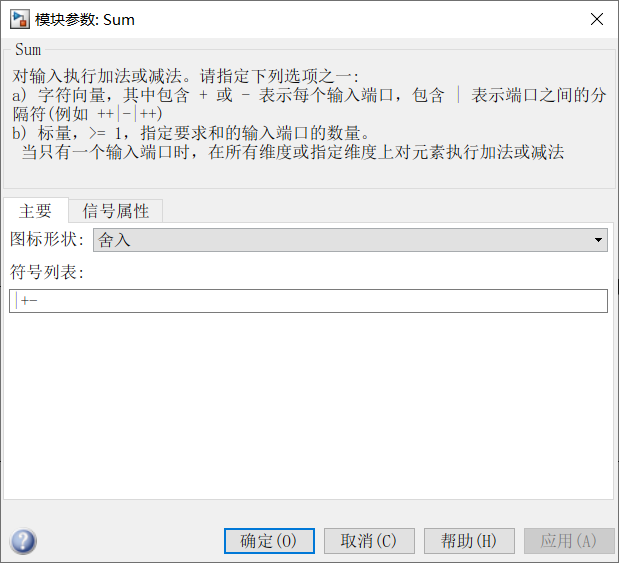 模块参数: Sum
Sum
对输入执行加法或减法。请指定下列选项之一:
a) 字符向量，其中包含 + 或 - 表示每个输入端口，包含 | 表示端口之间的分
隔符(例如 ++|-|++)
b) 标量，>= 1，指定要求和的输入端口的数量。
当只有一个输入端口时，在所有维度或指定维度上对元素执行加法或减法
主要 信号属性
图标形状: 舍入
符号列表:
|+-
确定(O) 取消(C) 帮助(H) 应用(A)